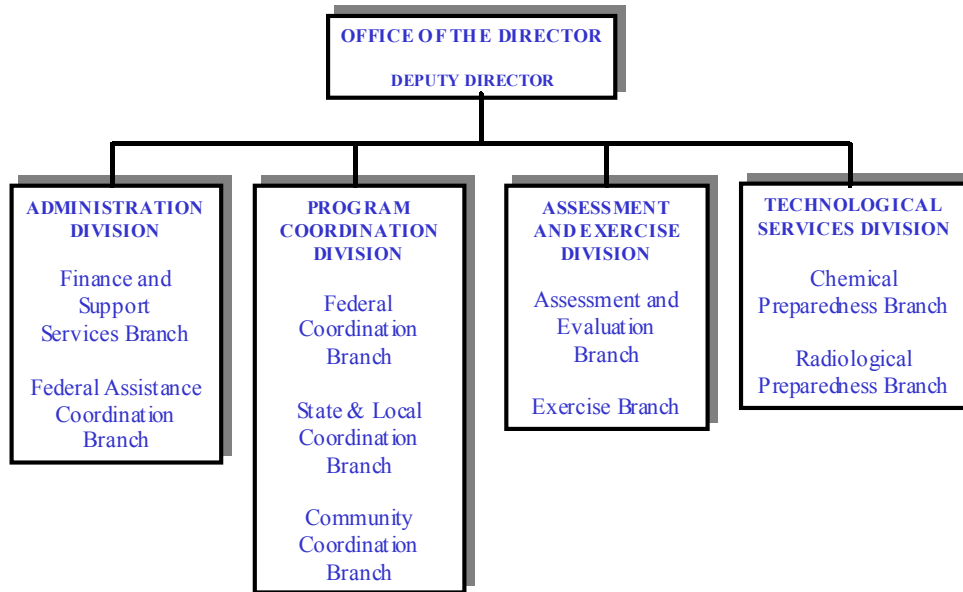 OFFICE OF THE DIRECTOR
DEPUTY DIRECTOR
ADMINISTRATION
DIVISION
Finance and
Support
Services Branch
Federal Assistance
Coordination
Branch
PROGRAM
COORDINATION
DIVISION
Federal
Coordination
Branch
State & Local
Coordination
Branch
Community
Coordination
Branch
ASSESSMENT
AND EXERCISE
DIVISION
Assessment and
Evaluation
Branch
Exercise Branch
TECHNOLOGICAL
SERVICES DIVISION
Chemical
Preparedness Branch
Radiological
Preparedness Branch